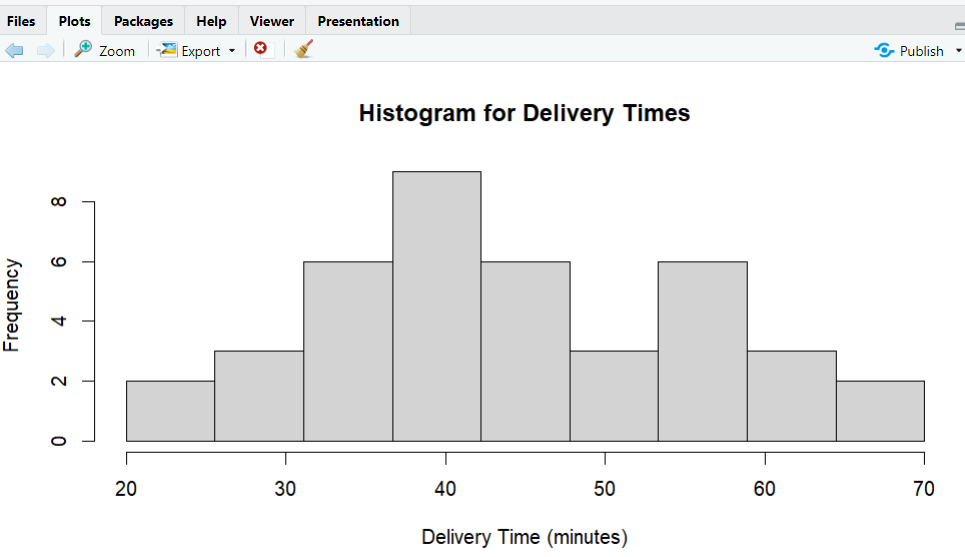 Files Plots Packages Help Viewer Presentation
Zoom Export Publish
Histogram for Delivery Times
Frequency
8
6
4
2
0
20 30 40 50 60 70
Delivery Time (minutes)